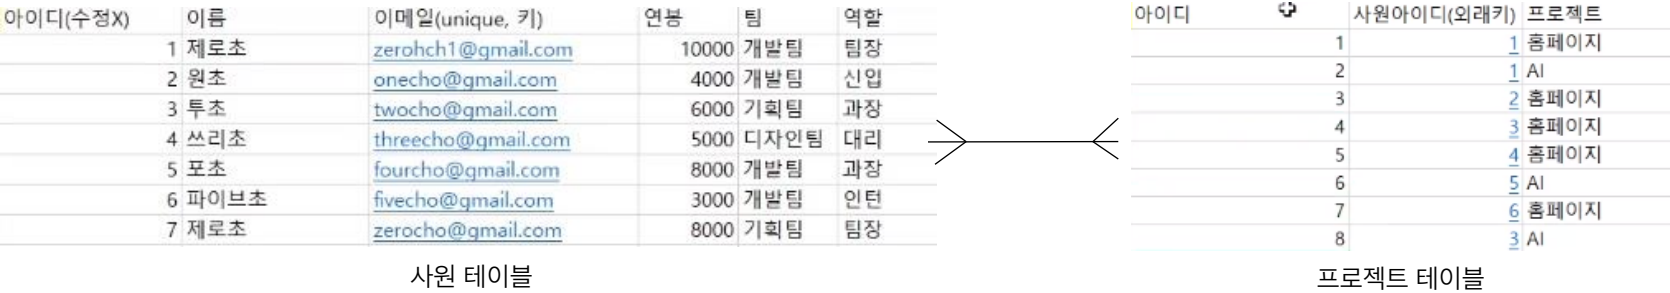 아이디(수정X) 이름 이메일(unique, 키) 연봉 팀 역할
1 제로초 zerohch1@gmail.com 10000 개발팀 팀장
2 원초 onecho@gmail.com 4000 개발팀 신입
3 투초 twocho@gmail.com 6000 기획팀 과장
4 쓰리초 threecho@gmail.com 5000 디자인팀 대리
5 포초 fourcho@gmail.com 8000 개발팀 과장
6 파이브초 fivecho@gmail.com 3000 개발팀 인턴
7 제로초 zerocho@gmail.com 8000 기획팀 팀장
사원 테이블
아이디 사원아이디(외래키) 프로젝트
1 1 홈페이지
2 1 AI
3 2 홈페이지
4 3 홈페이지
5 4 홈페이지
6 5 AI
7 6 홈페이지
8 3 AI
프로젝트 테이블